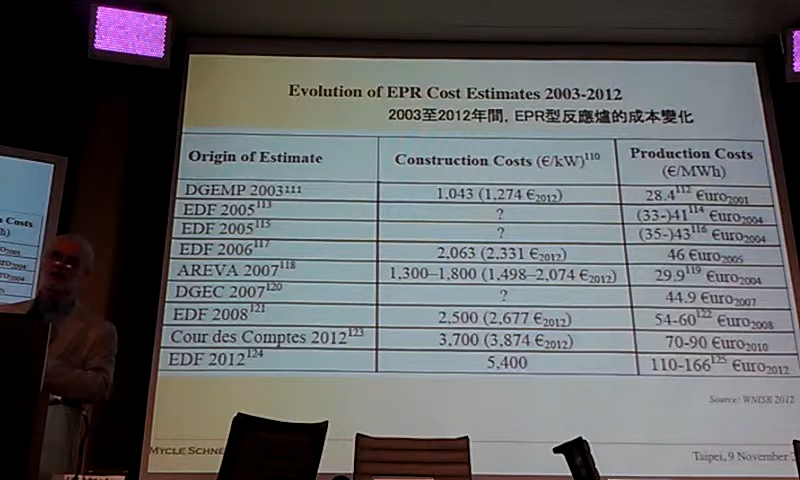 Evolution of EPR Cost Estimates 2003-2012
2003至2012年間, EPR型反應爐的成本變化
Origin of Estimate Construction Costs (€/kW)110 Production Costs (€/MWh)
DGEMP 2003111 1,043 (1,274 €2012) 28.4112 €uro2001
EDF 2005113 ? (33-)41114 €uro2004
EDF 2005115 ? (35-)43116 €uro2004
EDF 2006117 2,063 (2,331 €2012) 46 €uro2005
AREVA 2007118 1,300–1,800 (1,498–2,074 €2012) 29.9119 €uro2004
DGEC 2007120 ? 44.9 €uro2007
EDF 2008121 2,500 (2,677 €2012) 54-60122 €uro2008
Cour des Comptes 2012123 3,700 (3,874 €2012) 70-90 €uro2010
EDF 2012124 5,400 110-166125 €uro2012
Source: WNISR 2012
MYCLE SCHNE
Taipei, 9 November
Costs